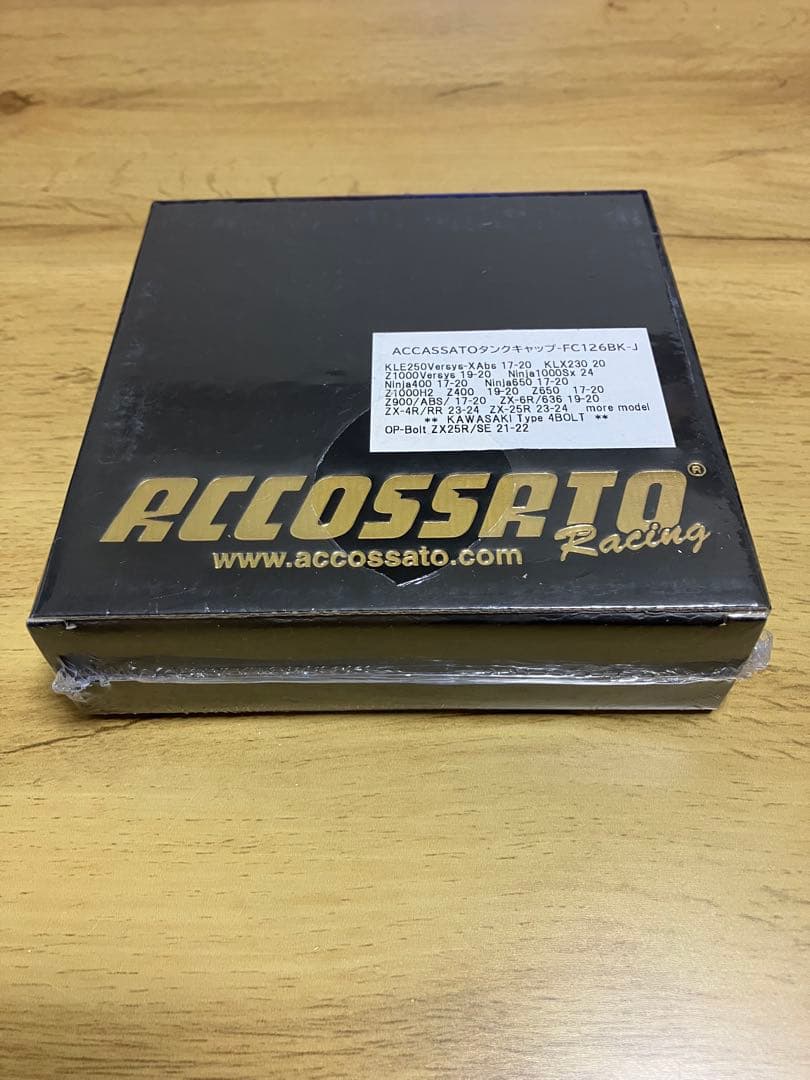 ACCASSATOタンクキャップ-FC126BK-J
KLE250Versys-XAbs 17-20 KLX230 20
Z1000Versys 19-20 Ninja1000Sx 24
Ninja400 17-20 Ninja650 17-20
Z1000H2 Z400 19-20 Z650 17-20
Z900/ABS/ 17-20 ZX-6R/636 19-20
ZX-4R/RR 23-24 ZX-25R 23-24 more model
** KAWASAKI Type 4BOLT **
OP-Bolt ZX25R/SE 21-22
ACCOSSATO®
Racing
www.accossato.com